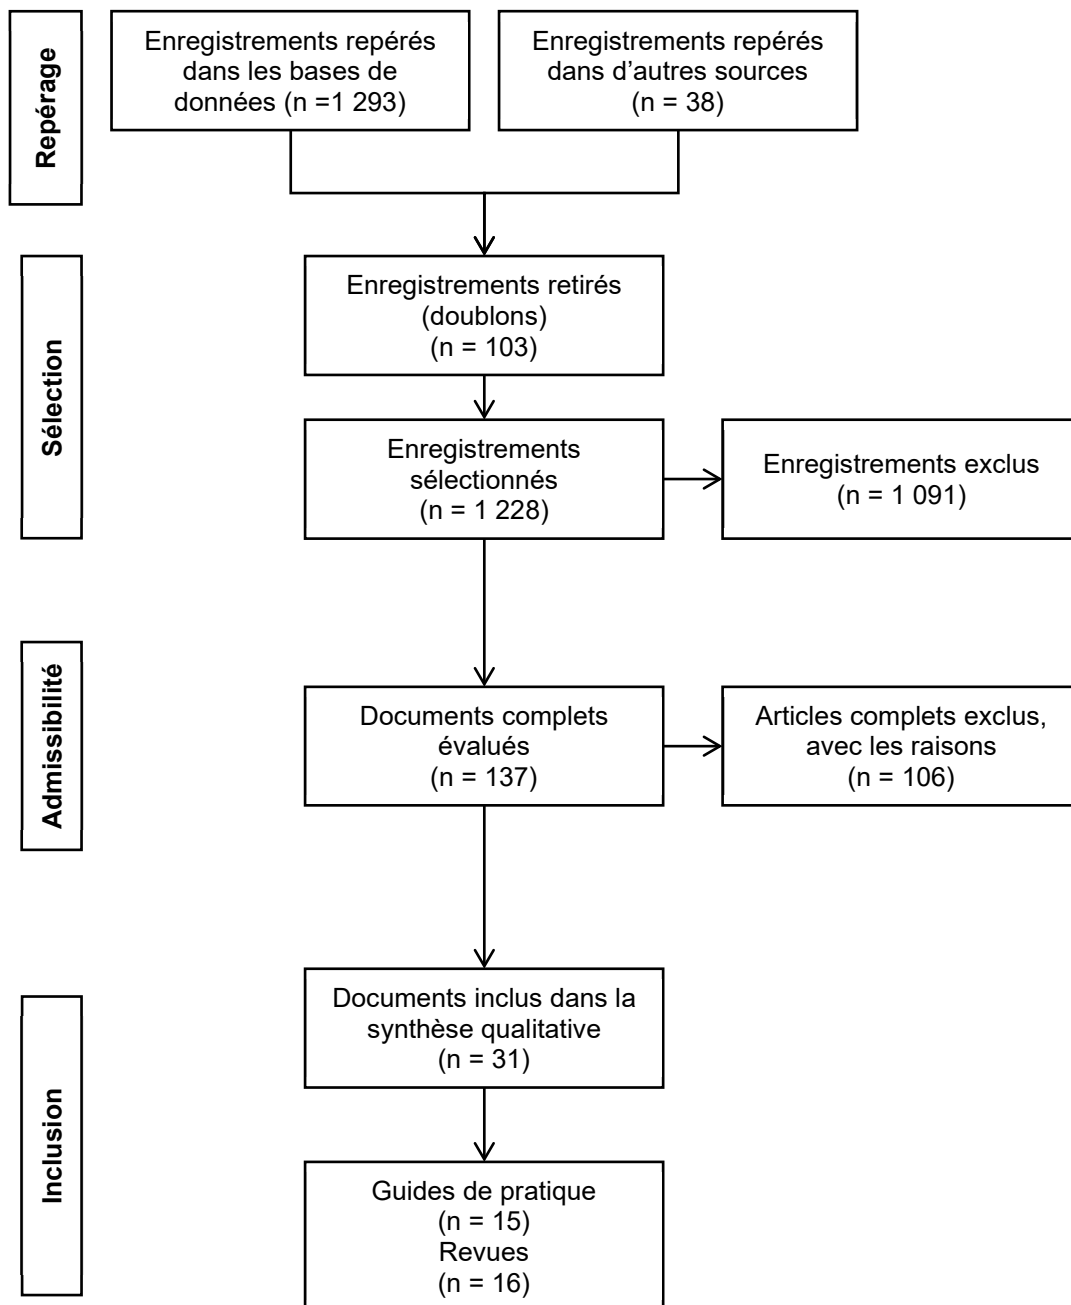 Repérage
Enregistrements repérés
dans les bases de
données (n =1 293)
Enregistrements repérés
dans d’autres sources
(n = 38)
Sélection
Enregistrements retirés
(doublons)
(n = 103)
Enregistrements
sélectionnés
(n = 1 228)
Enregistrements exclus
(n = 1 091)
Admissibilité
Documents complets
évalués
(n = 137)
Articles complets exclus,
avec les raisons
(n = 106)
Inclusion
Documents inclus dans la
synthèse qualitative
(n = 31)
Guides de pratique
(n = 15)
Revues
(n = 16)